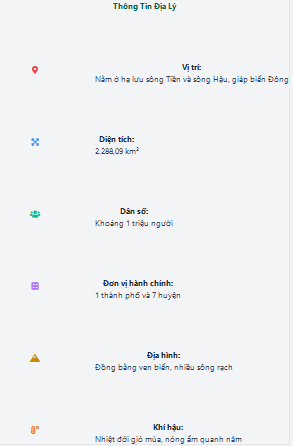 Thông Tin Địa Lý
Vị trí:
Nằm ở hạ lưu sông Tiền và sông Hậu, giáp biển Đông
Diện tích:
2.288,09 km²
Dân số:
Khoảng 1 triệu người
Đơn vị hành chính:
1 thành phố và 7 huyện
Địa hình:
Đồng bằng ven biển, nhiều sông rạch
Khí hậu:
Nhiệt đới gió mùa, nóng ẩm quanh năm